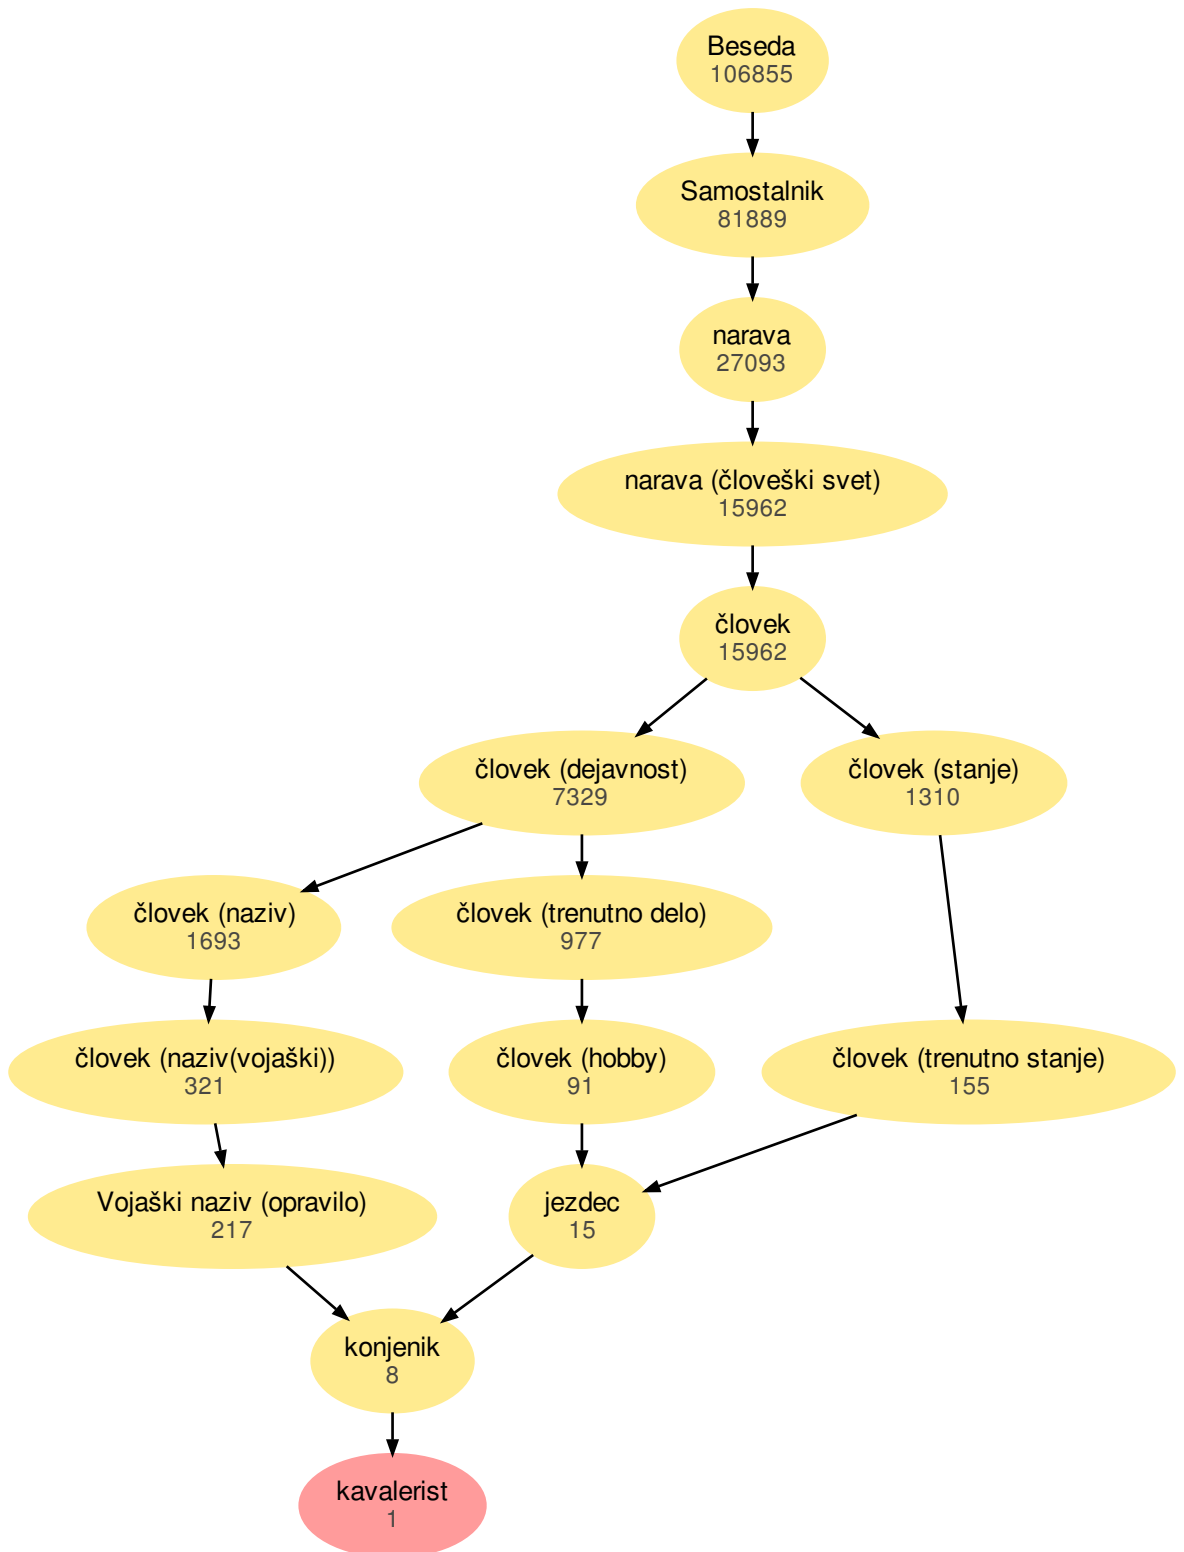 Beseda
106855
Samostalnik
81889
narava
27093
narava (človeški svet)
15962
človek
15962
človek (dejavnost)
7329
človek (stanje)
1310
človek (naziv)
1693
človek (trenutno delo)
977
človek (naziv(vojaški))
321
človek (hobby)
91
človek (trenutno stanje)
155
Vojaški naziv (opravilo)
217
jezdec
15
konjenik
8
kavalerist
1